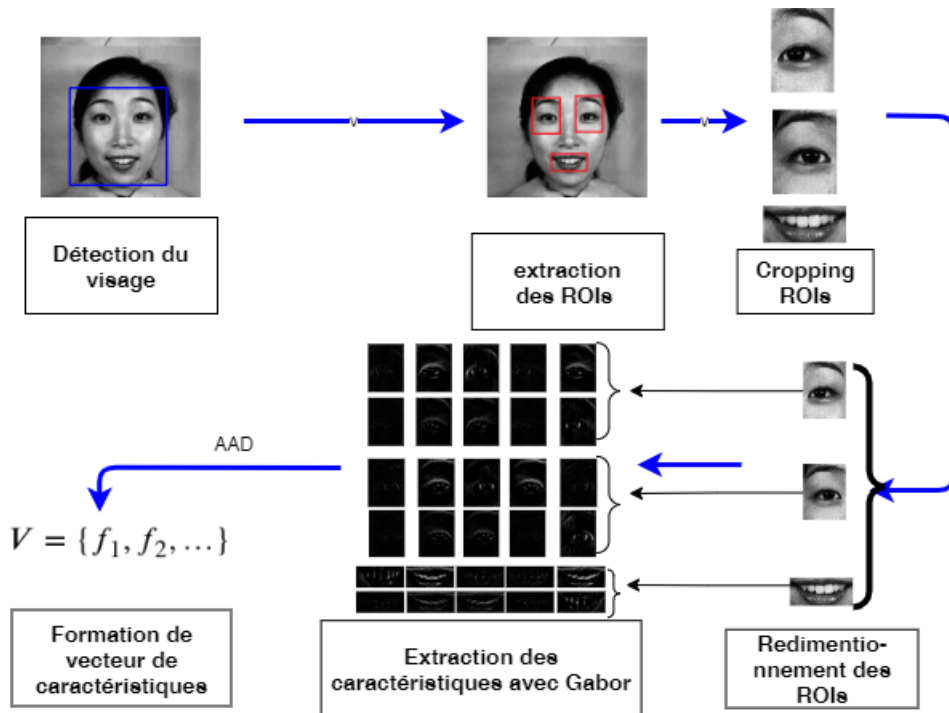 Détection du
visage
extraction
des ROIs
Cropping
ROIs
AAD
V = {f₁, f₂, …}
Formation de
vecteur de
caractéristiques
Extraction des
caractéristiques avec Gabor
Redimentio-
nnement des
ROIs